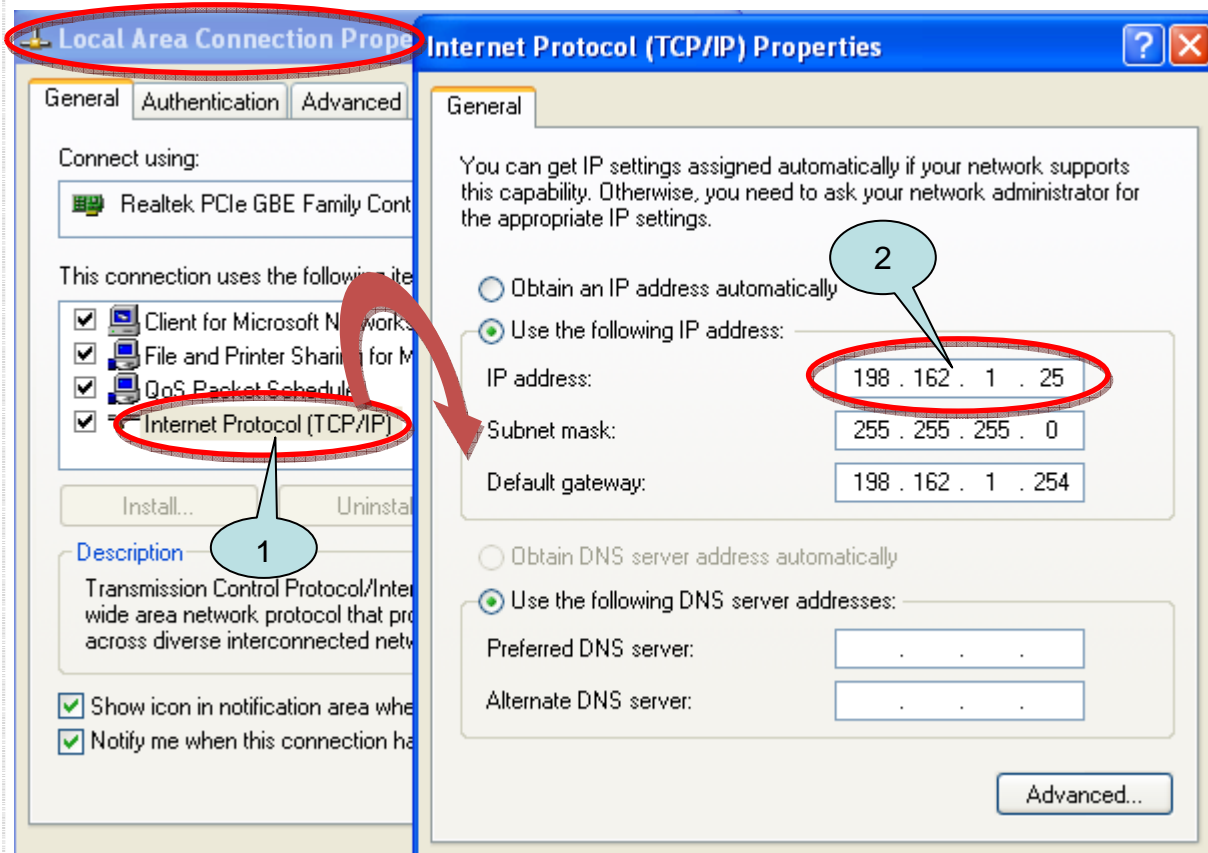 Local Area Connection Prope
General
Authentication
Advanced
Connect using:
Realtek PCIe GBE Family Cont
This connection uses the following ite
Client for Microsoft Networks
File and Printer Sharing for M
QoS Packet Schedule
Internet Protocol (TCP/IP)
Install...
Uninstal
1
Description
Transmission Control Protocol/Inter
wide area network protocol that pro
across diverse interconnected netw
Show icon in notification area whe
Notify me when this connection ha
Internet Protocol (TCP/IP) Properties
General
You can get IP settings assigned automatically if your network supports
this capability. Otherwise, you need to ask your network administrator for
the appropriate IP settings.
2
Obtain an IP address automatically
Use the following IP address:
IP address: 198 . 162 . 1 . 25
Subnet mask: 255 . 255 . 255 . 0
Default gateway: 198 . 162 . 1 . 254
Obtain DNS server address automatically
Use the following DNS server addresses:
Preferred DNS server: . . .
Alternate DNS server: . . .
Advanced...